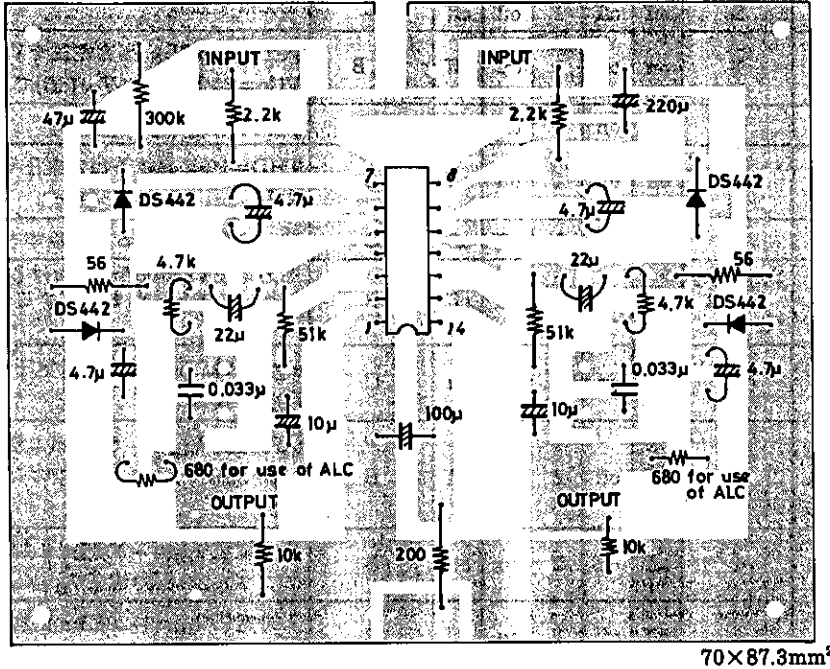 INPUT
INPUT
47μ
300k
2.2k
2.2k
220μ
7
8
DS442
4.7μ
4.7μ
DS442
56
4.7k
22μ
56
4.7k
DS442
22μ
51k
1
14
51k
DS442
4.7μ
0.033μ
0.033μ
4.7μ
10μ
100μ
10μ
680 for use of ALC
680 for use
of ALC
OUTPUT
OUTPUT
10k
200
10k
70×87.3mm²